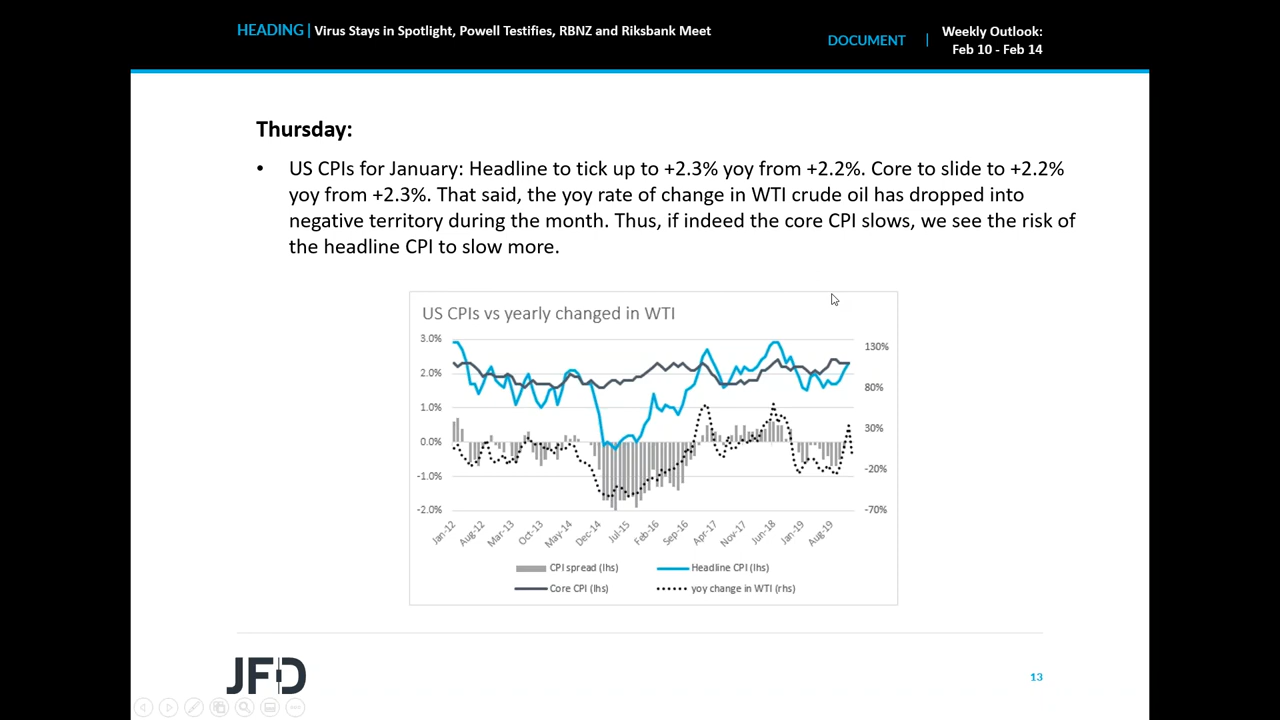 HEADING | Virus Stays in Spotlight, Powell Testifies, RBNZ and Riksbank Meet
DOCUMENT | Weekly Outlook:
Feb 10 - Feb 14
Thursday:
• US CPIs for January: Headline to tick up to +2.3% yoy from +2.2%. Core to slide to +2.2%
yoy from +2.3%. That said, the yoy rate of change in WTI crude oil has dropped into
negative territory during the month. Thus, if indeed the core CPI slows, we see the risk of
the headline CPI to slow more.
US CPIs vs yearly changed in WTI
3.0%
2.0%
1.0%
0.0%
-1.0%
-2.0%
130%
80%
30%
-20%
-70%
Jan-12
Aug-12
Mar-13
Oct-13
May-14
Dec-14
Jul-15
Feb-16
Sep-16
Apr-17
Nov-17
Jun-18
Jan-19
Aug-19
CPI spread (lhs)
Headline CPI (lhs)
Core CPI (lhs)
yoy change in WTI (rhs)
JFD
13